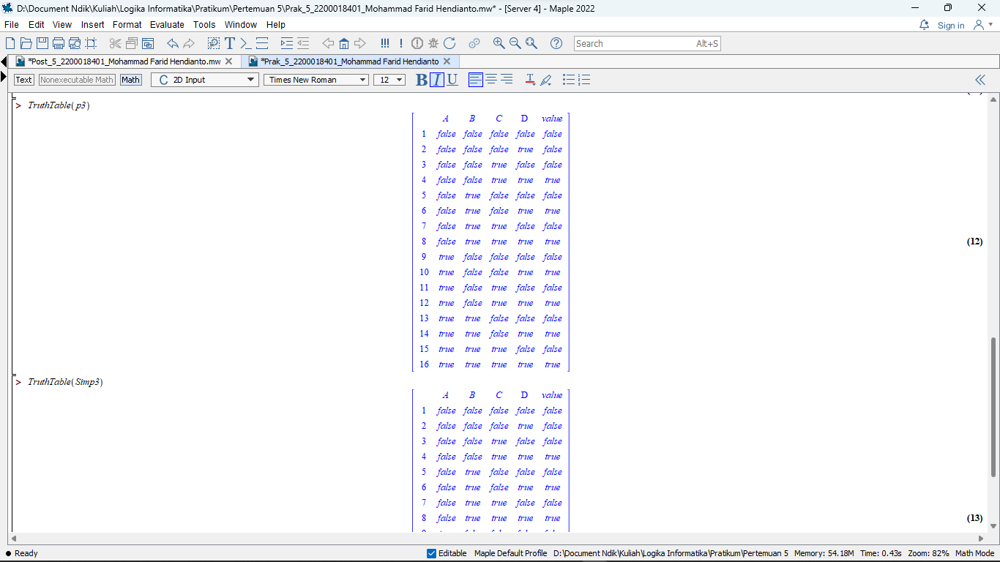 D:\Document Ndik\Kuliah\Logika Informatika\Pratikum\Pertemuan 5\Prak_5_2200018401_Mohammad Farid Hendianto.mw* - [Server 4] - Maple 2022
File Edit View Insert Format Evaluate Tools Window Help
Sign in
Search Alt+S
*Post_5_2200018401_Mohammad Farid Hendianto.mw
*Prak_5_2200018401_Mohammad Farid Hendianto
Text Nonexecutable Math Math C 2D Input Times New Roman 12 B I U
> TruthTable(p3)
A B C D value
1 false false false false false
2 false false false true false
3 false false true false false
4 false false true true true
5 false true false false false
6 false true false true true
7 false true true false false
8 false true true true true
(12)
9 true false false false false
10 true false false true true
11 true false true false false
12 true false true true true
13 true true false false false
14 true true false true true
15 true true true false false
16 true true true true true
> TruthTable(Simp3)
A B C D value
1 false false false false false
2 false false false true false
3 false false true false false
4 false false true true true
5 false true false false false
6 false true false true true
7 false true true false false
8 false true true true true
(13)
Ready
Editable Maple Default Profile D:\Document Ndik\Kuliah\Logika Informatika\Pratikum\Pertemuan 5 Memory: 54.18M Time: 0.43s Zoom: 82% Math Mode